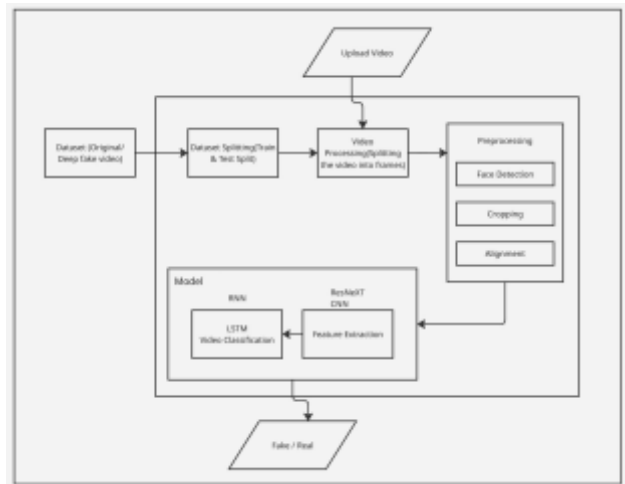 Upload Video
Dataset (Original/
Deep fake video)
Dataset Splitting(Train
& Test Split)
Video
Processing(Splitting
the video into frames)
Preprocessing
Face Detection
Cropping
Alignment
Model
RNN
LSTM
Video Classification
ResNeXT
CNN
Feature Extraction
Fake / Real